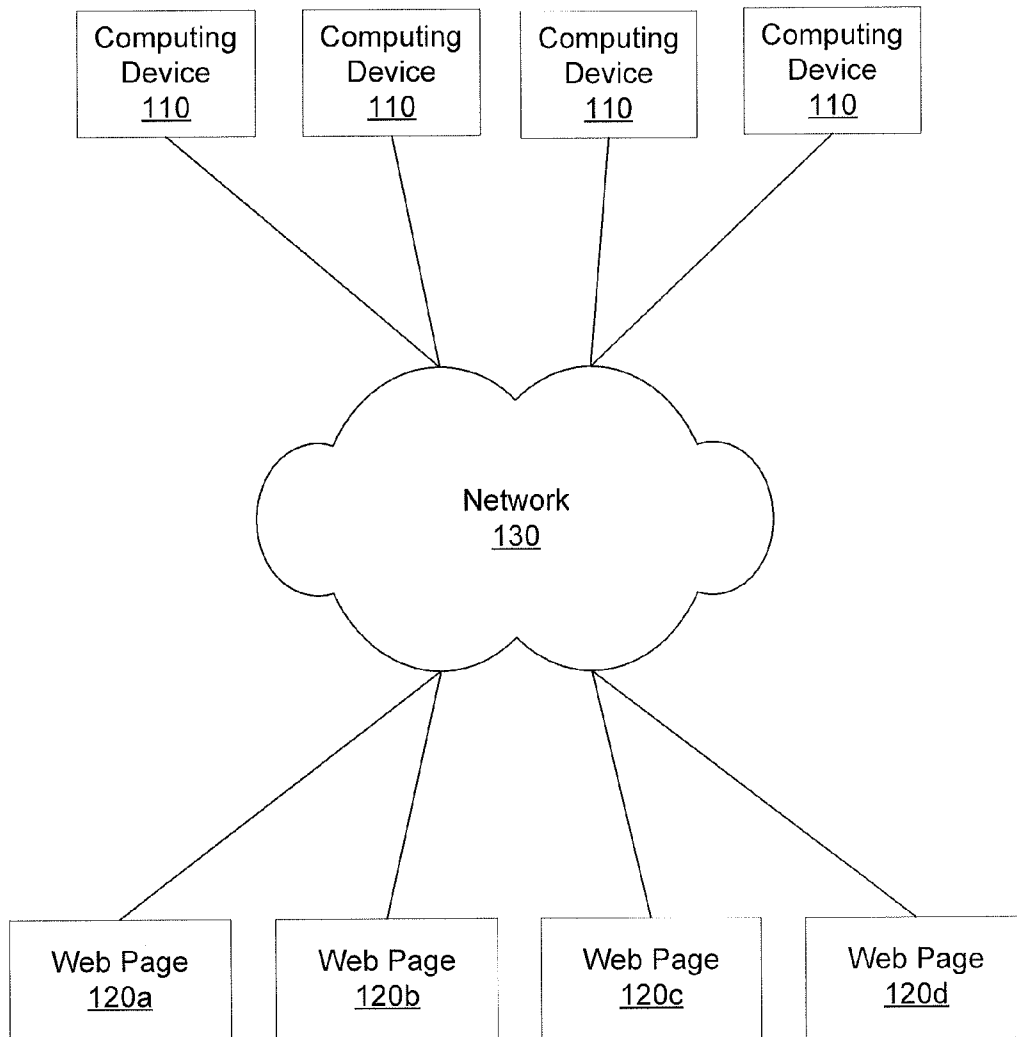 Computing
Device
110
Computing
Device
110
Computing
Device
110
Computing
Device
110
Network
130
Web Page
120a
Web Page
120b
Web Page
120c
Web Page
120d